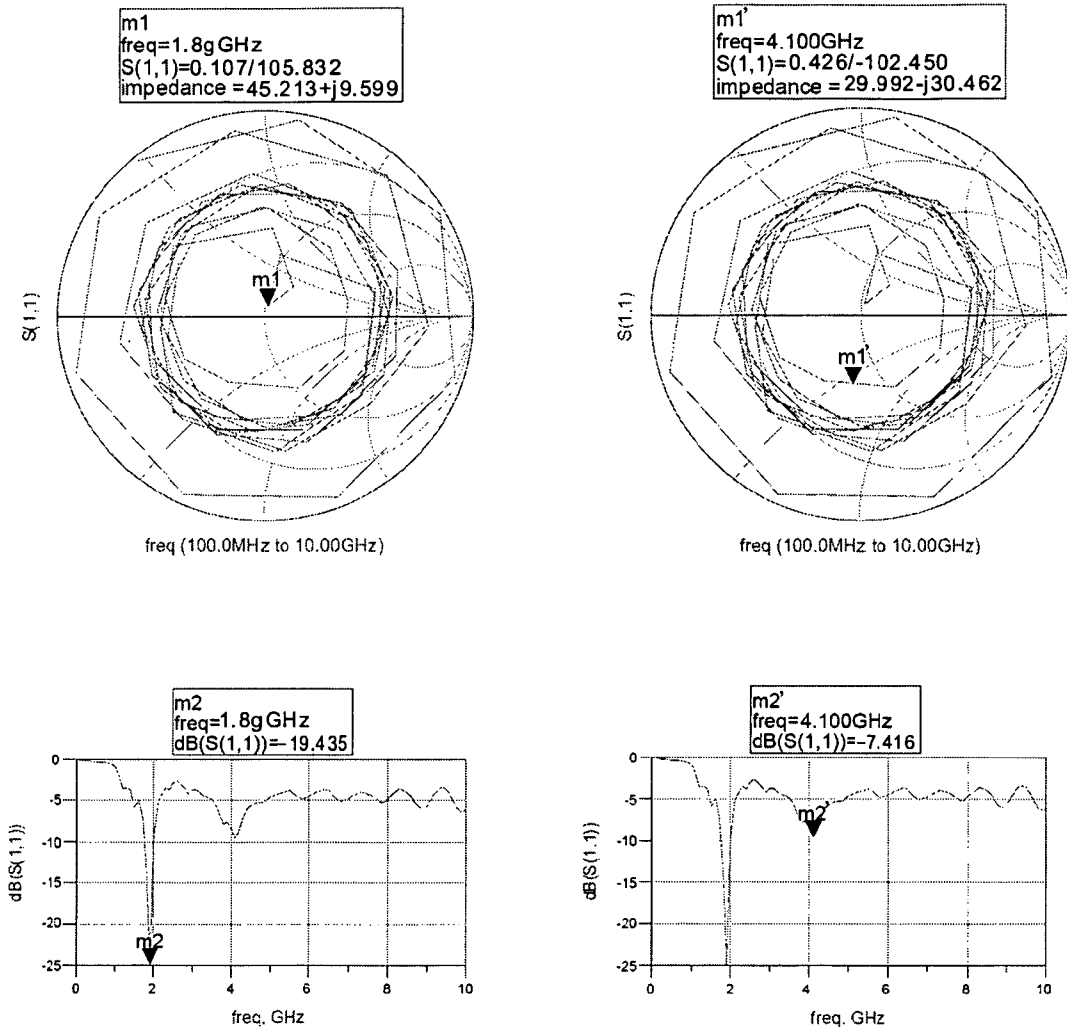 m1
freq=1.8g GHz
S(1,1)=0.107/105.832
impedance =45.213+j9.599
m1'
freq=4.100GHz
S(1,1)=0.426/-102.450
impedance = 29.992-j30.462
S(1,1)
m1
freq (100.0MHz to 10.00GHz)
S(1,1)
m1'
freq (100.0MHz to 10.00GHz)
m2
freq=1.8g GHz
dB(S(1,1))=-19.435
m2'
freq=4.100GHz
dB(S(1,1))=-7.416
dB(S(1,1))
0
-5
-10
-15
-20
-25
m2
0 2 4 6 8 10
freq, GHz
dB(S(1,1))
0
-5
-10
-15
-20
-25
m2'
0 2 4 6 8 10
freq. GHz